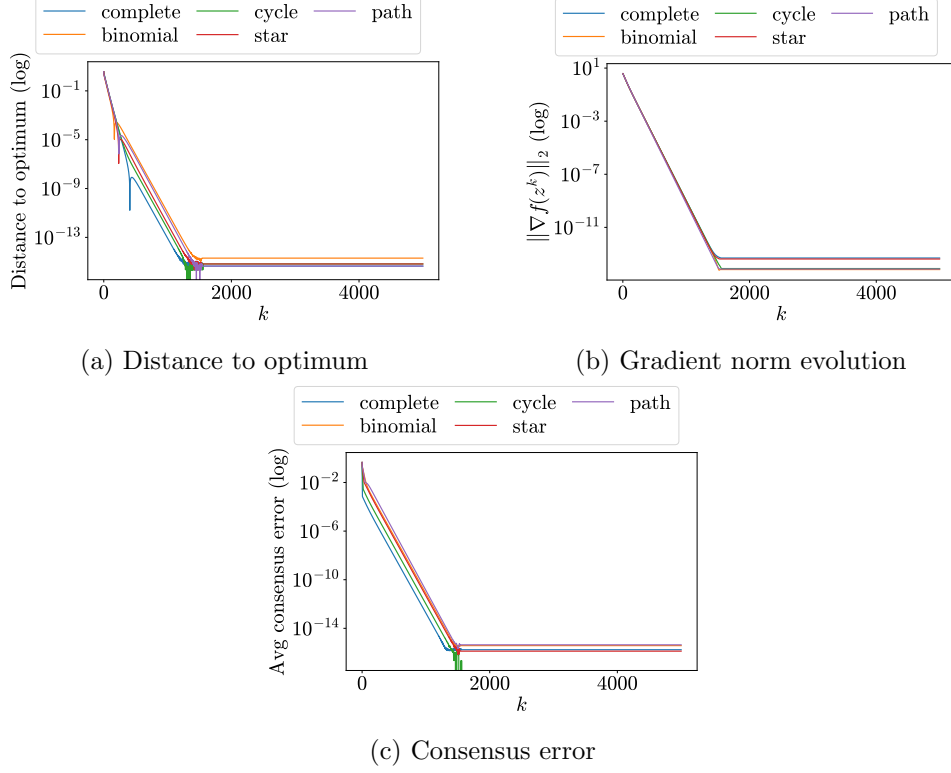 complete cycle path
binomial star
Distance to optimum (log)
10⁻¹
10⁻⁵
10⁻⁹
10⁻¹³
0 2000 4000
k
(a) Distance to optimum
complete cycle path
binomial star
||∇f(zᵏ)||₂ (log)
10¹
10⁻³
10⁻⁷
10⁻¹¹
0 2000 4000
k
(b) Gradient norm evolution
complete cycle path
binomial star
Avg consensus error (log)
10⁻²
10⁻⁶
10⁻¹⁰
10⁻¹⁴
0 2000 4000
k
(c) Consensus error